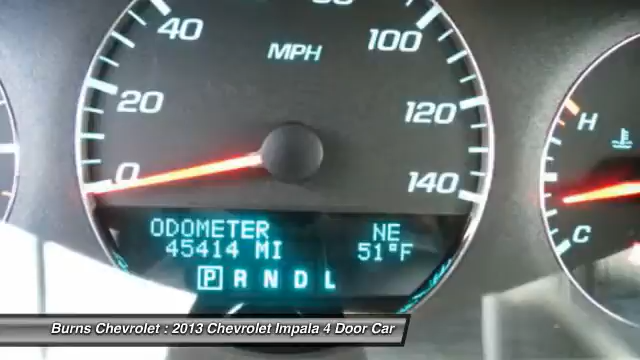 80
40
MPH
100
20
120
H
0
140
ODOMETER NE
45414 MI 51°F
C
P R N D L
Burns Chevrolet : 2013 Chevrolet Impala 4 Door Car